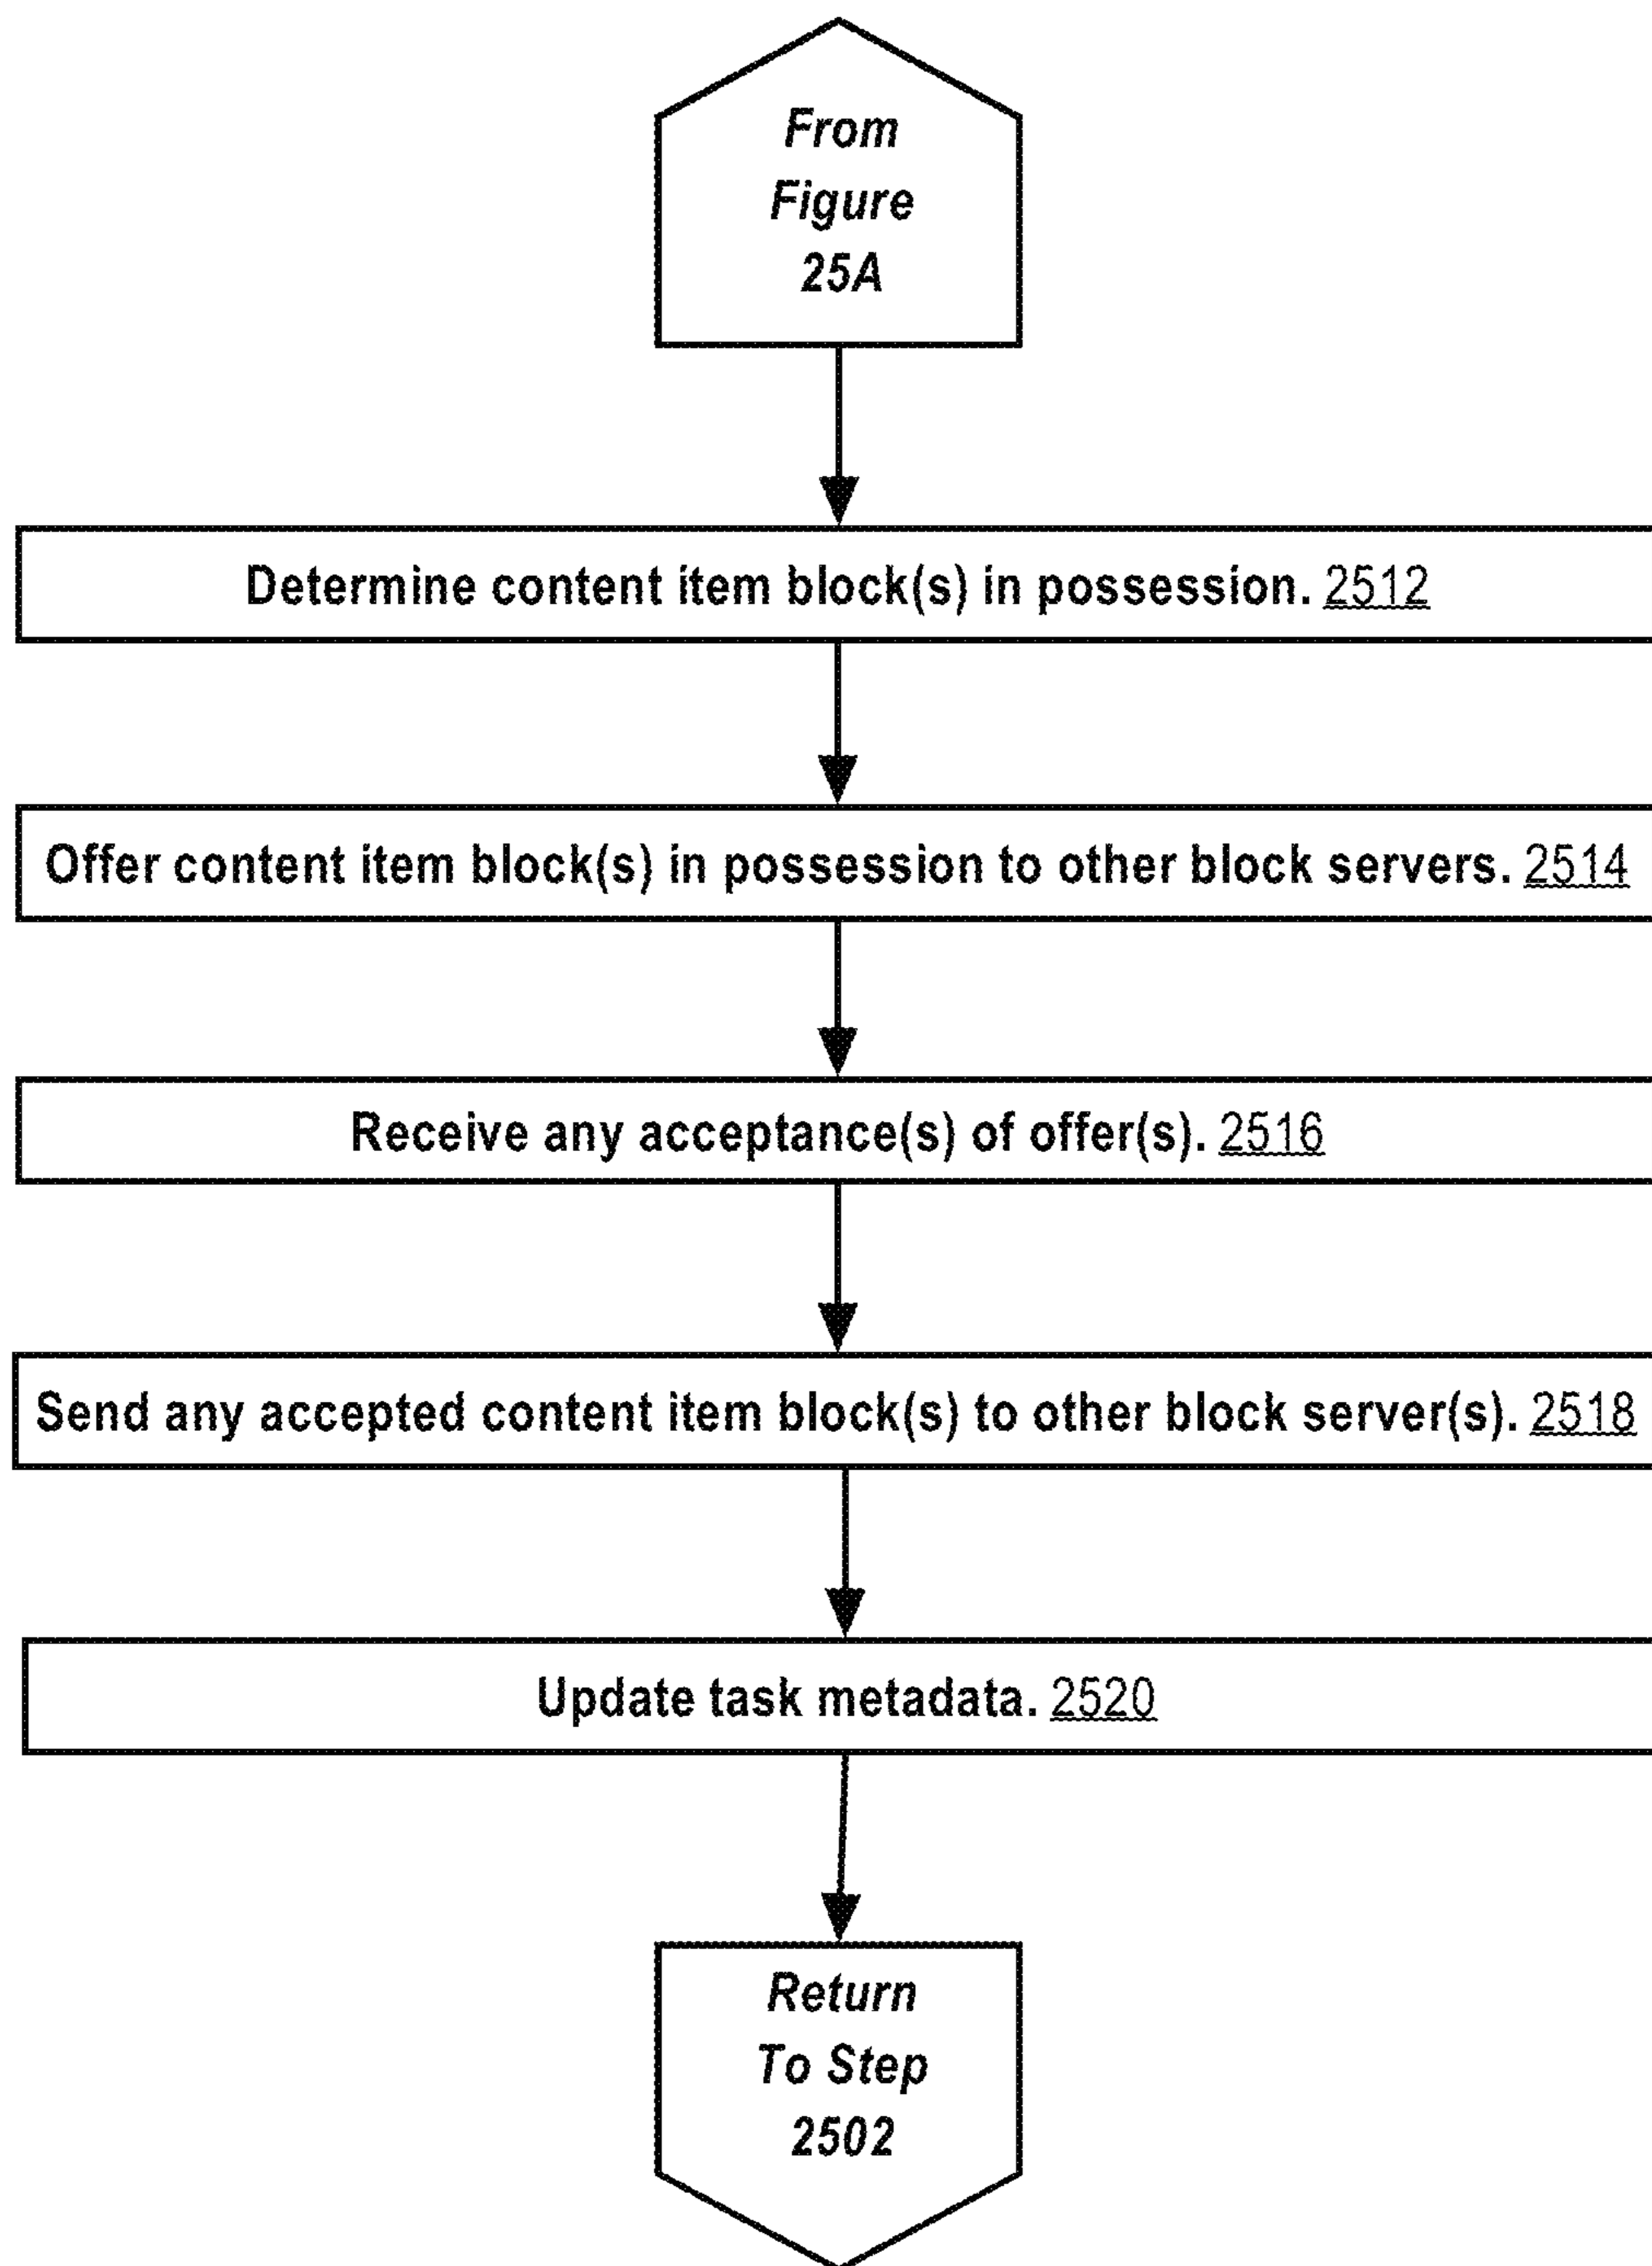 From
Figure
25A
Determine content item block(s) in possession. 2512
Offer content item block(s) in possession to other block servers. 2514
Receive any acceptance(s) of offer(s). 2516
Send any accepted content item block(s) to other block server(s). 2518
Update task metadata. 2520
Return
To Step
2502